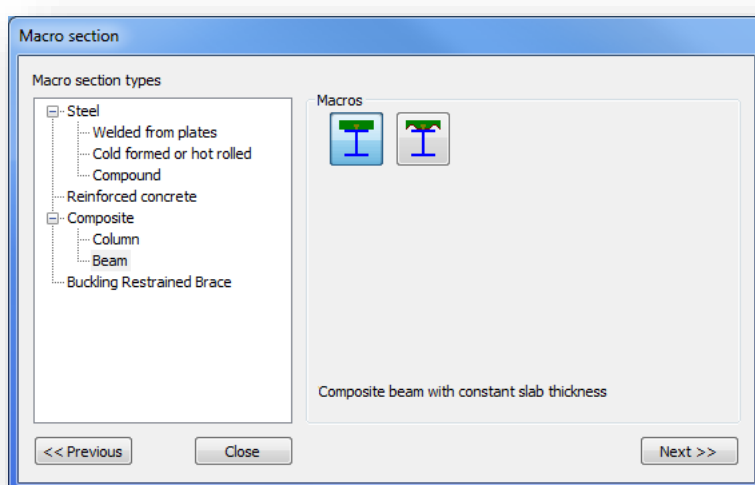 Macro section
Macro section types
Steel
Welded from plates
Cold formed or hot rolled
Compound
Reinforced concrete
Composite
Column
Beam
Buckling Restrained Brace
Macros
Composite beam with constant slab thickness
<< Previous
Close
Next >>